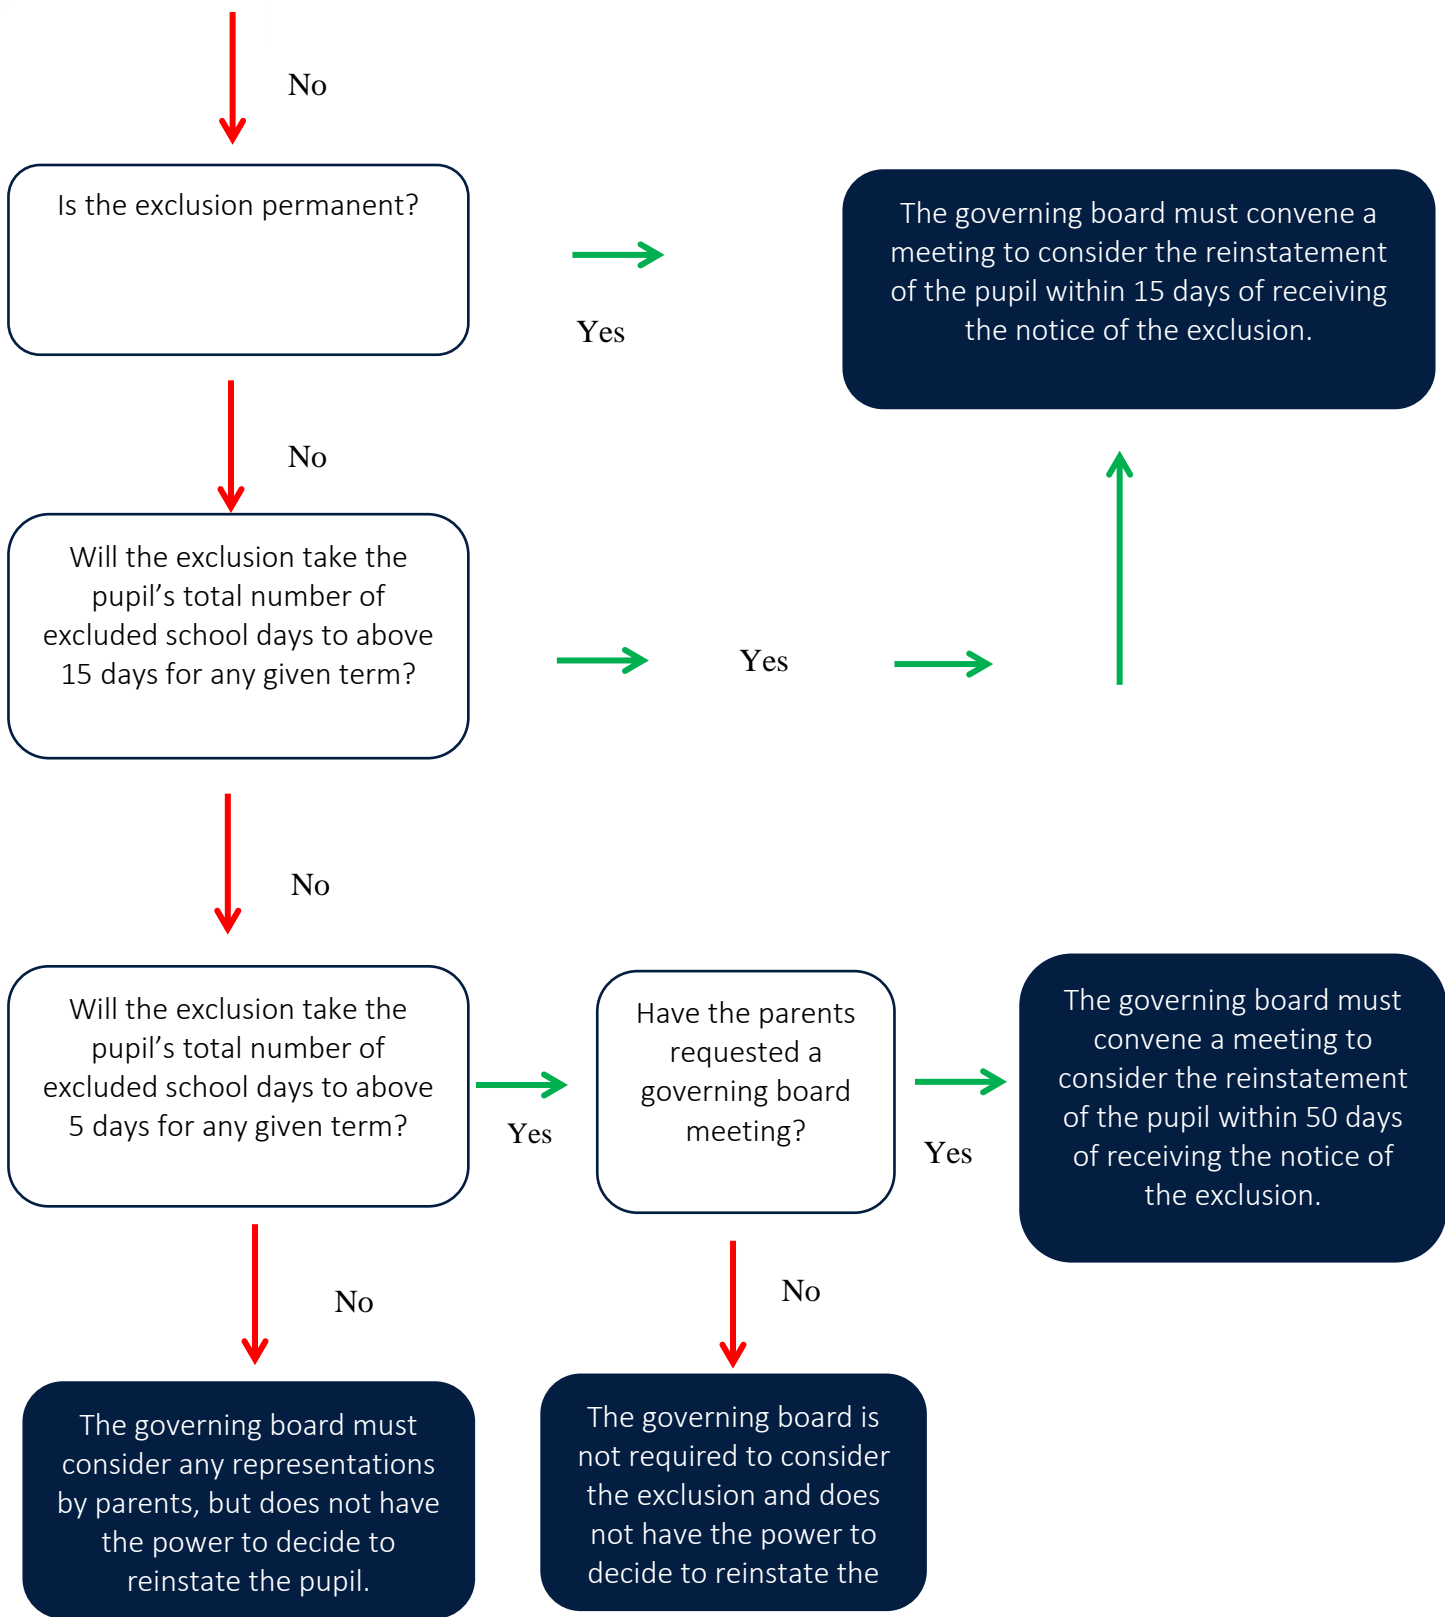 No
Is the exclusion permanent?
Yes
The governing board must convene a
meeting to consider the reinstatement
of the pupil within 15 days of receiving
the notice of the exclusion.
No
Will the exclusion take the
pupil’s total number of
excluded school days to above
15 days for any given term?
Yes
No
Will the exclusion take the
pupil’s total number of
excluded school days to above
5 days for any given term?
Yes
Have the parents
requested a
governing board
meeting?
Yes
The governing board must
convene a meeting to
consider the reinstatement
of the pupil within 50 days
of receiving the notice of
the exclusion.
No
No
The governing board must
consider any representations
by parents, but does not have
the power to decide to
reinstate the pupil.
The governing board is
not required to consider
the exclusion and does
not have the power to
decide to reinstate the